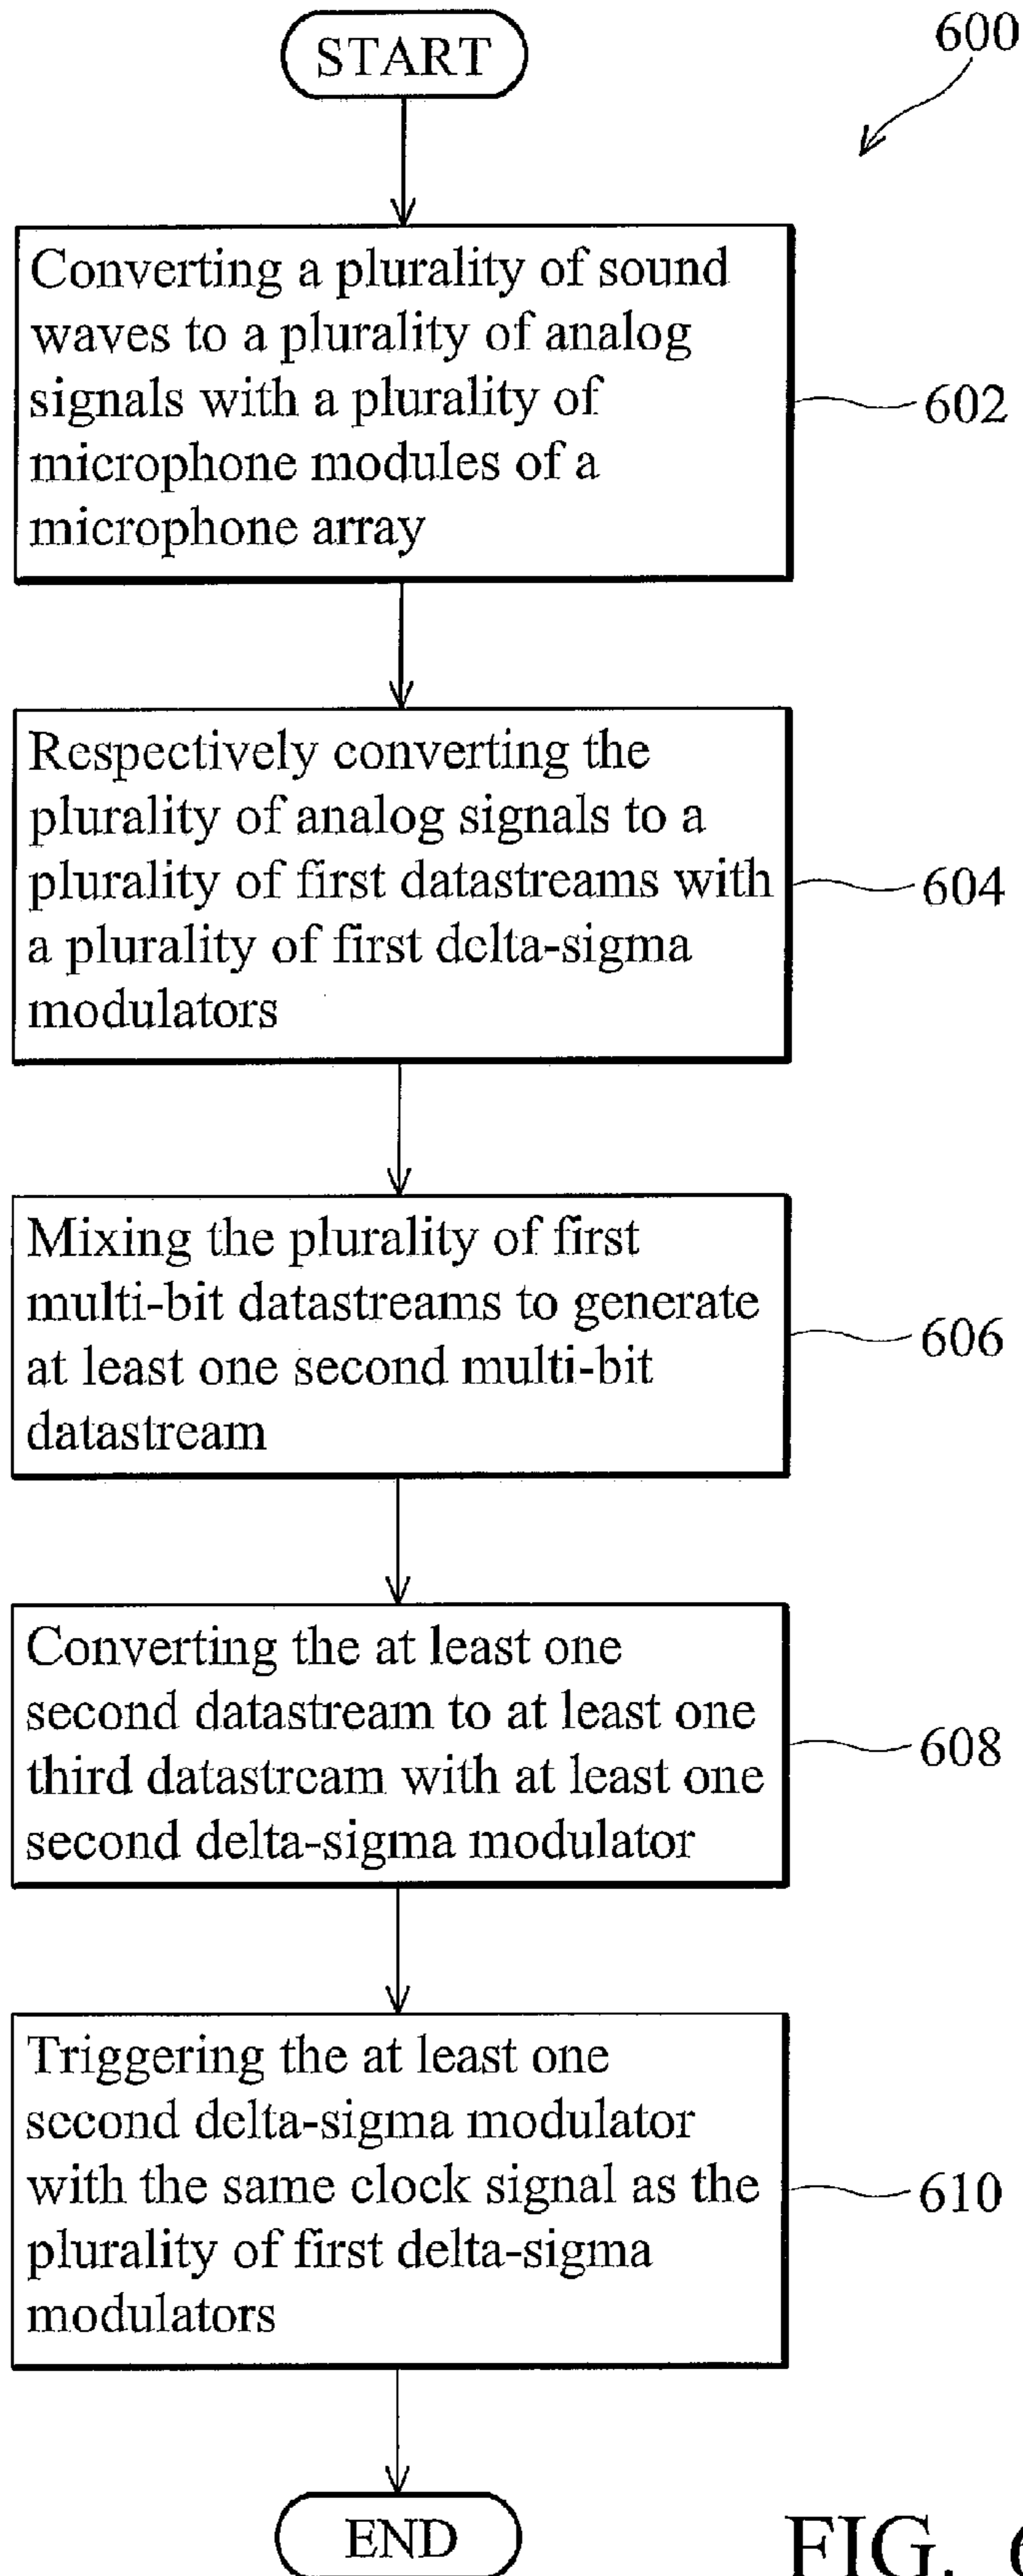 START
600
Converting a plurality of sound
waves to a plurality of analog
signals with a plurality of
microphone modules of a
microphone array
602
Respectively converting the
plurality of analog signals to a
plurality of first datastreams with
a plurality of first delta-sigma
modulators
604
Mixing the plurality of first
multi-bit datastreams to generate
at least one second multi-bit
datastream
606
Converting the at least one
second datastream to at least one
third datastream with at least one
second delta-sigma modulator
608
Triggering the at least one
second delta-sigma modulator
with the same clock signal as the
plurality of first delta-sigma
modulators
610
END
FIG. 6